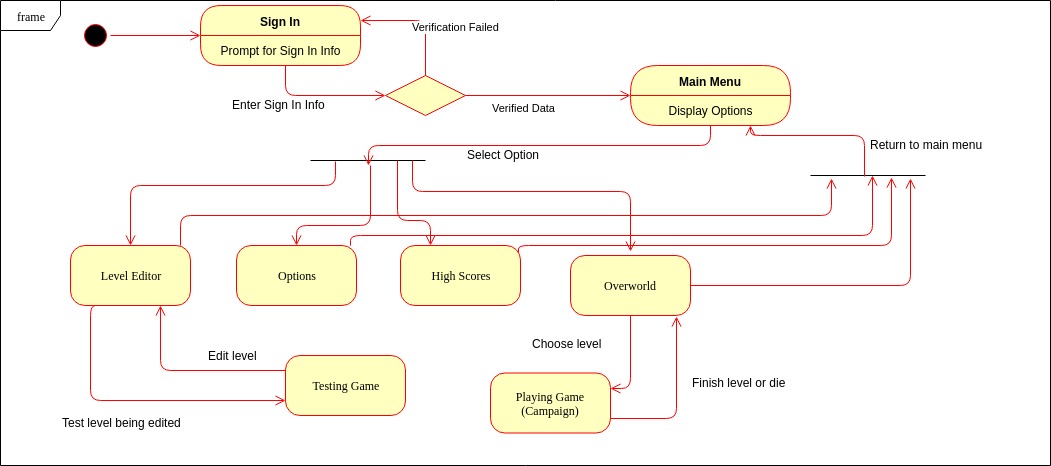 frame
Sign In
Prompt for Sign In Info
Verification Failed
Enter Sign In Info
Verified Data
Main Menu
Display Options
Select Option
Return to main menu
Level Editor
Options
High Scores
Overworld
Edit level
Choose level
Testing Game
Playing Game
(Campaign)
Finish level or die
Test level being edited